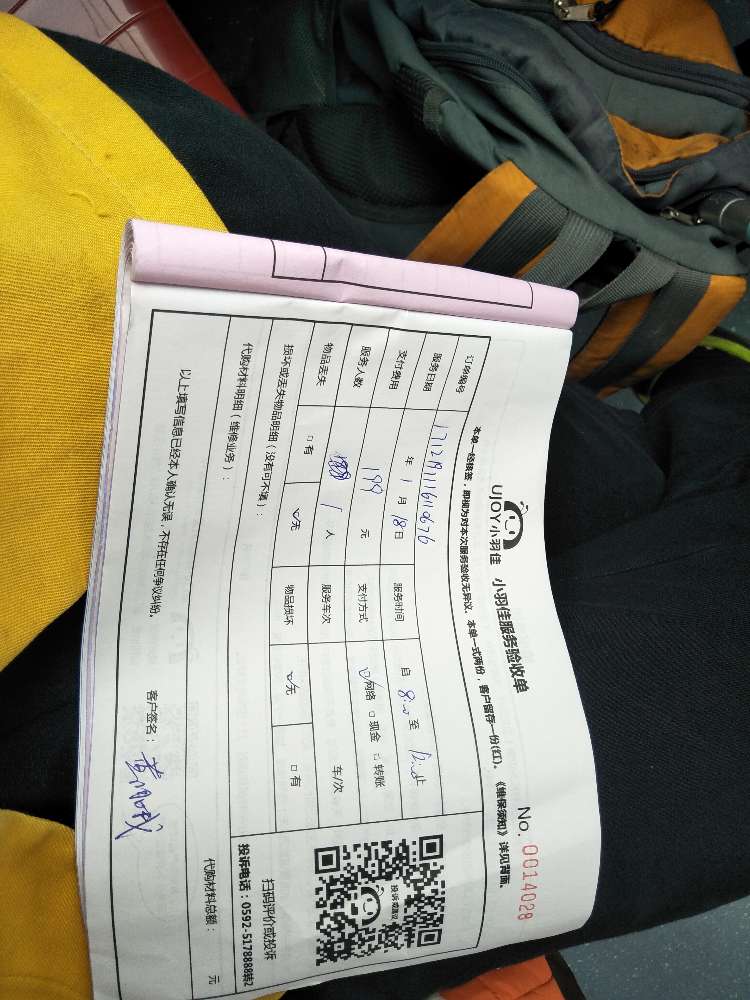 UJOY小羽佳 小羽佳服务验收单 No. 0014028
本单一经核签，即视为对本次服务验收无异议。本单一式两份，客户留存一份(红)。《维保须知》详见背面。
订单编号
服务日期 年 1 月 18 日 服务时间 自 8:00 至
支付费用 199 元 支付方式 网络 □ 现金 □ 转账
服务人数 1 人 服务车次 车/次
物品丢失 □ 有 无 物品损坏 无 □ 有
损坏或丢失物品明细（没有可不填）：
代购材料明细（维修业务）：
代购材料总额： 元
投诉或建议
扫码评价或投诉
投诉电话：0592-5178888转2
以上填写信息已经本人确认无误，不存在任何争议纠纷。
客户签名：